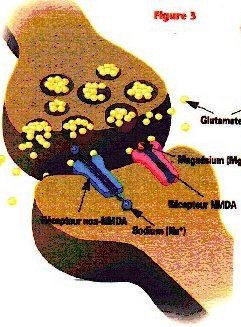 Figure 3
Glutamate
Magnésium (Mg
Récepteur NMDA
Récepteur non-NMDA
Sodium (Na⁺)